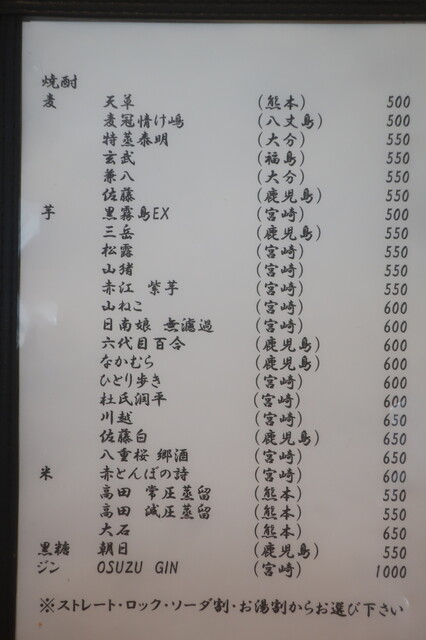 焼酎
麦 天草 (熊本) 500
麦冠情け嶋 (八丈島) 500
特蒸泰明 (大分) 550
玄武 (福島) 550
兼八 (大分) 550
佐藤 (鹿児島) 550
芋 黒霧島EX (宮崎) 500
三岳 (鹿児島) 550
松露 (宮崎) 550
山猪 (宮崎) 550
赤江 紫芋 (宮崎) 550
山ねこ (宮崎) 600
日南娘 無濾過 (宮崎) 600
六代目百合 (鹿児島) 600
なかむら (鹿児島) 600
ひとり歩き (宮崎) 600
杜氏潤平 (宮崎) 600
川越 (宮崎) 650
佐藤白 (鹿児島) 650
八重桜 郷酒 (宮崎) 650
米 赤とんぼの詩 (宮崎) 600
高田 常圧蒸留 (熊本) 550
高田 減圧蒸留 (熊本) 550
大石 (熊本) 650
黒糖 朝日 (鹿児島) 550
ジン OSUZU GIN (宮崎) 1000
※ストレート・ロック・ソーダ割・お湯割からお選び下さい